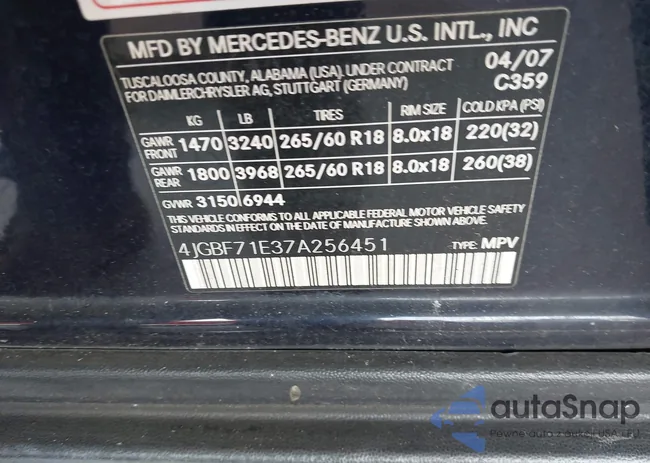 MFD BY MERCEDES-BENZ U.S. INTL., INC
TUSCALOOSA COUNTY, ALABAMA (USA). UNDER CONTRACT 04/07
FOR DAIMLERCHRYSLER AG, STUTTGART (GERMANY) C359
KG LB TIRES RIM SIZE COLD KPA (PSI)
GAWR FRONT 1470 3240 265/60 R18 8.0x18 220(32)
GAWR REAR 1800 3968 265/60 R18 8.0x18 260(38)
GVWR 3150 6944
THIS VEHICLE CONFORMS TO ALL APPLICABLE FEDERAL MOTOR VEHICLE SAFETY
STANDARDS IN EFFECT ON THE DATE OF MANUFACTURE SHOWN ABOVE.
4JGBF71E37A256451 TYPE: MPV
autoSnap